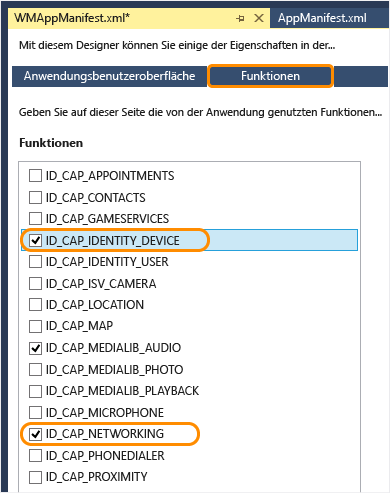 WMAppManifest.xml*
AppManifest.xml
Mit diesem Designer können Sie einige der Eigenschaften in der...
Anwendungsbenutzeroberfläche
Funktionen
Geben Sie auf dieser Seite die von der Anwendung genutzten Funktionen...
Funktionen
ID_CAP_APPOINTMENTS
ID_CAP_CONTACTS
ID_CAP_GAMESERVICES
ID_CAP_IDENTITY_DEVICE
ID_CAP_IDENTITY_USER
ID_CAP_ISV_CAMERA
ID_CAP_LOCATION
ID_CAP_MAP
ID_CAP_MEDIALIB_AUDIO
ID_CAP_MEDIALIB_PHOTO
ID_CAP_MEDIALIB_PLAYBACK
ID_CAP_MICROPHONE
ID_CAP_NETWORKING
ID_CAP_PHONEDIALER
ID_CAP_PROXIMITY